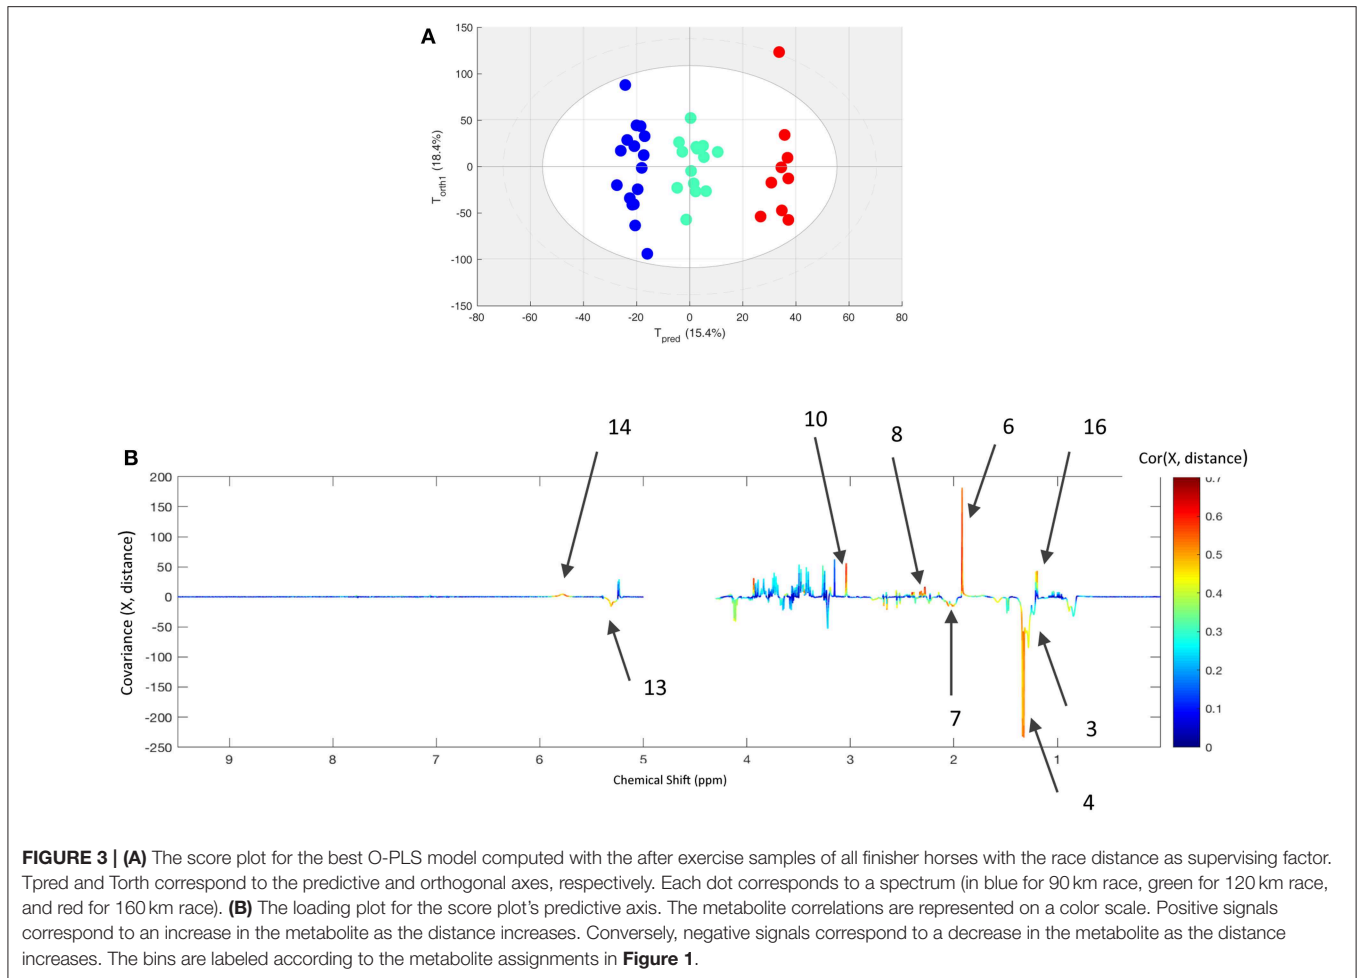 A
150
100
50
0
-50
-100
-150
-80 -60 -40 -20 0 20 40 60 80
Torth1 (18.4%)
Tpred (15.4%)
B
14 10 8 6 16
Cor(X, distance)
200
150
100
50
0
-50
-100
-150
-200
-250
Covariance (X, distance)
13 7 3 4
9 8 7 6 5 4 3 2 1
Chemical Shift (ppm)
0.7
0.6
0.5
0.4
0.3
0.2
0.1
0
FIGURE 3 | (A) The score plot for the best O-PLS model computed with the after exercise samples of all finisher horses with the race distance as supervising factor.
Tpred and Torth correspond to the predictive and orthogonal axes, respectively. Each dot corresponds to a spectrum (in blue for 90 km race, green for 120 km race,
and red for 160 km race). (B) The loading plot for the score plot's predictive axis. The metabolite correlations are represented on a color scale. Positive signals
correspond to an increase in the metabolite as the distance increases. Conversely, negative signals correspond to a decrease in the metabolite as the distance
increases. The bins are labeled according to the metabolite assignments in Figure 1.